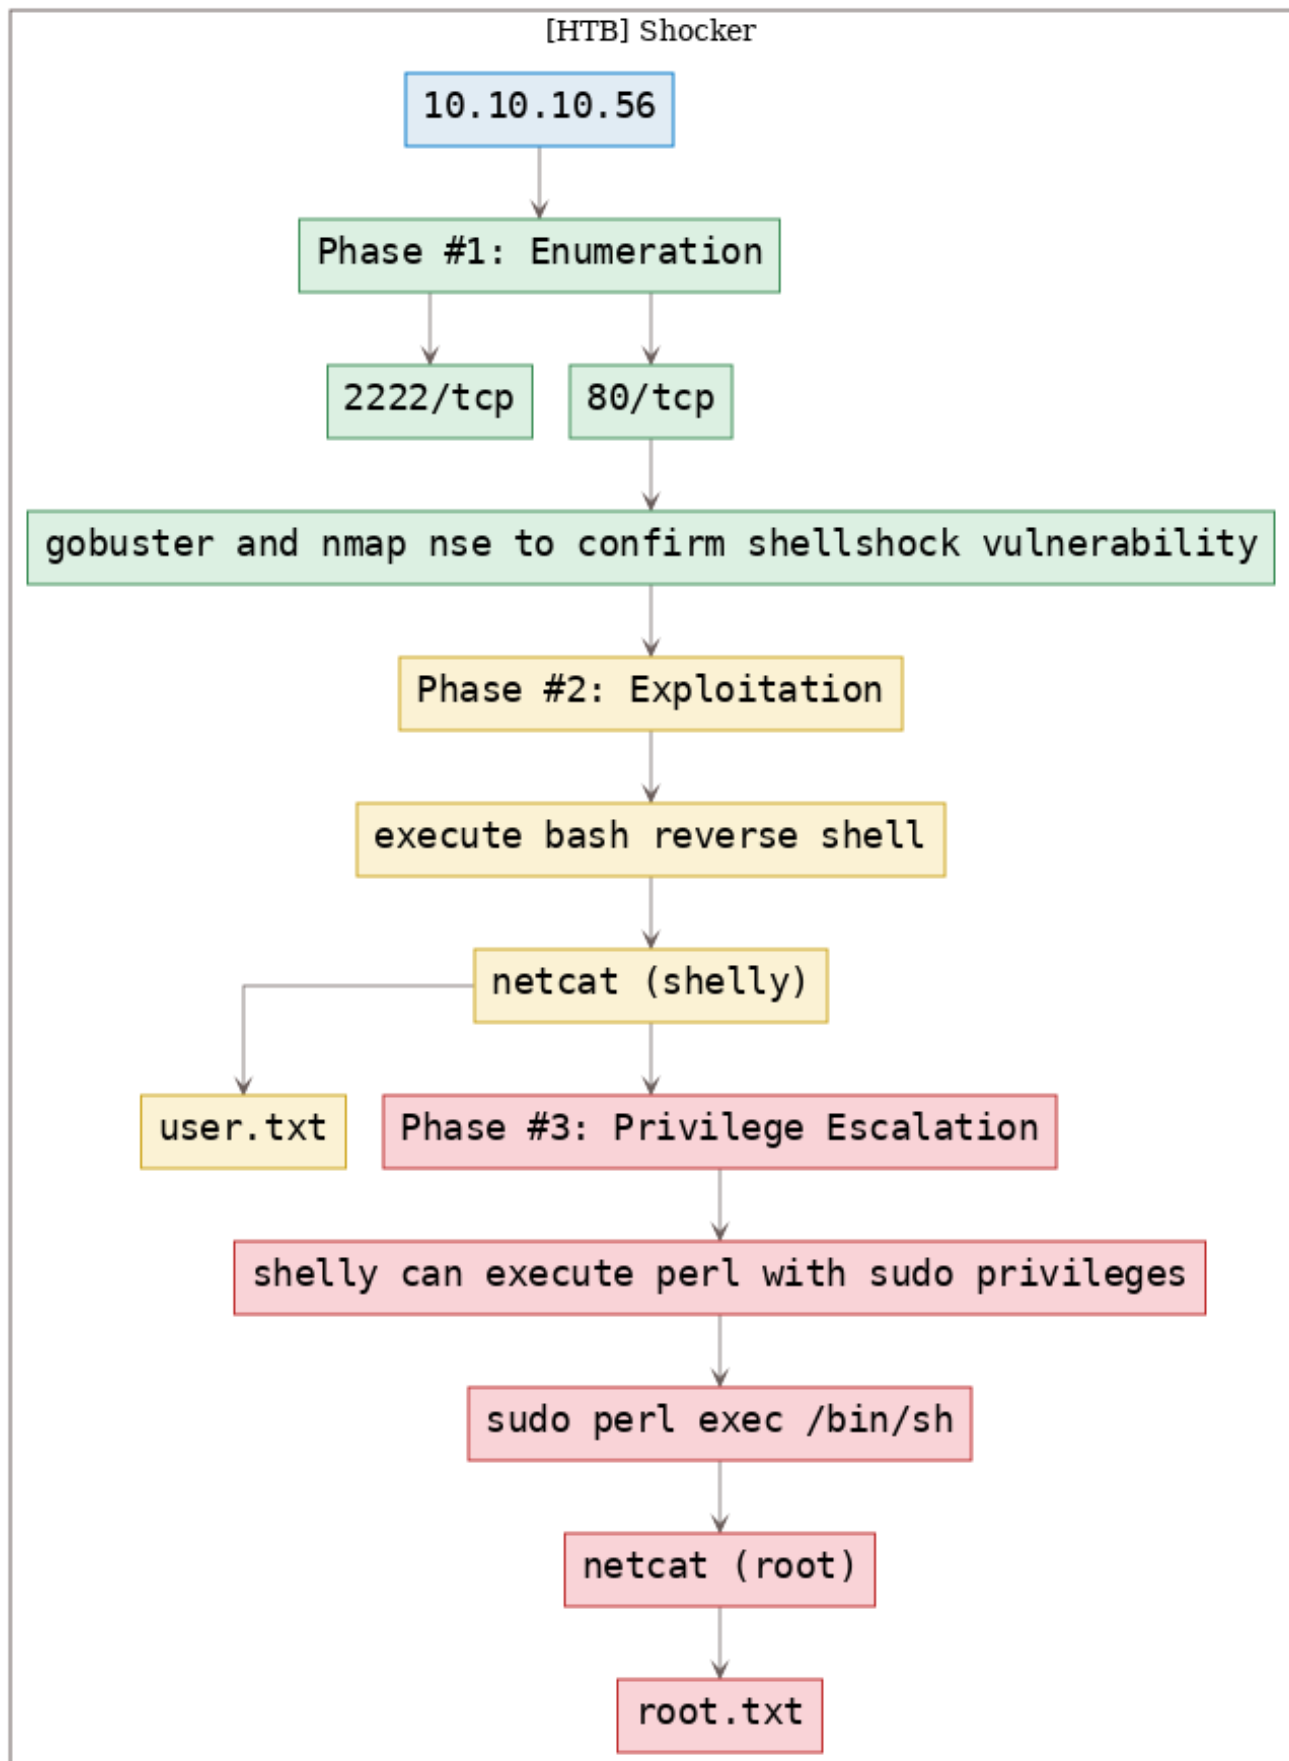 [HTB] Shocker
10.10.10.56
Phase #1: Enumeration
2222/tcp
80/tcp
gobuster and nmap nse to confirm shellshock vulnerability
Phase #2: Exploitation
execute bash reverse shell
netcat (shelly)
user.txt
Phase #3: Privilege Escalation
shelly can execute perl with sudo privileges
sudo perl exec /bin/sh
netcat (root)
root.txt